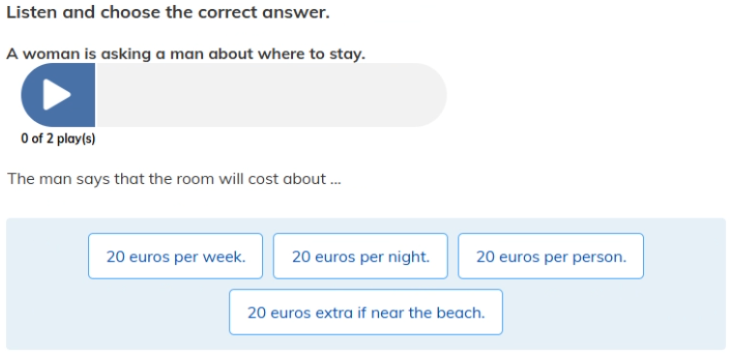 Listen and choose the correct answer.
A woman is asking a man about where to stay.
0 of 2 play(s)
The man says that the room will cost about ...
20 euros per week.
20 euros per night.
20 euros per person.
20 euros extra if near the beach.